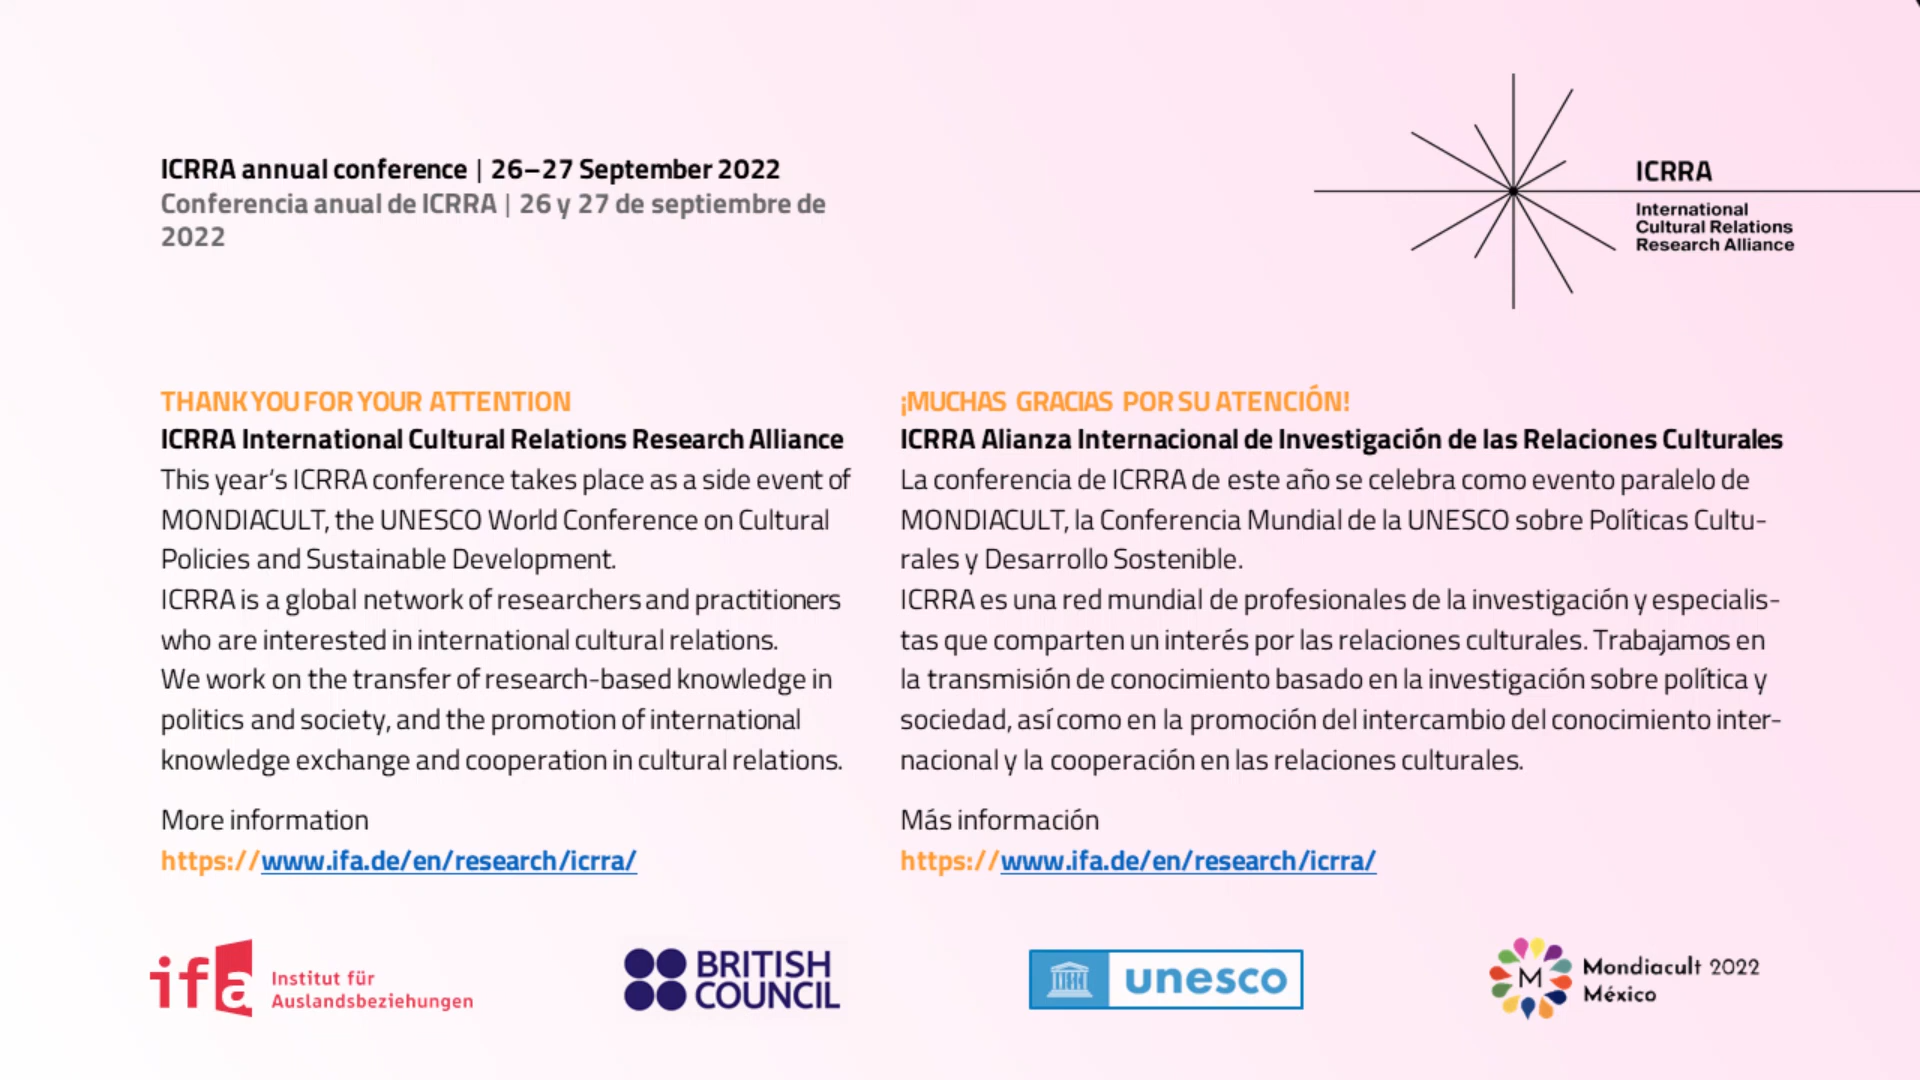 ICRRA annual conference | 26–27 September 2022
Conferencia anual de ICRRA | 26 y 27 de septiembre de
2022
ICRRA
International
Cultural Relations
Research Alliance
THANK YOU FOR YOUR ATTENTION
ICRRA International Cultural Relations Research Alliance
This year’s ICRRA conference takes place as a side event of
MONDIACULT, the UNESCO World Conference on Cultural
Policies and Sustainable Development.
ICRRA is a global network of researchers and practitioners
who are interested in international cultural relations.
We work on the transfer of research-based knowledge in
politics and society, and the promotion of international
knowledge exchange and cooperation in cultural relations.
More information
https://www.ifa.de/en/research/icrra/
¡MUCHAS GRACIAS POR SU ATENCIÓN!
ICRRA Alianza Internacional de Investigación de las Relaciones Culturales
La conferencia de ICRRA de este año se celebra como evento paralelo de
MONDIACULT, la Conferencia Mundial de la UNESCO sobre Políticas Cultu-
rales y Desarrollo Sostenible.
ICRRA es una red mundial de profesionales de la investigación y especialis-
tas que comparten un interés por las relaciones culturales. Trabajamos en
la transmisión de conocimiento basado en la investigación sobre política y
sociedad, así como en la promoción del intercambio del conocimiento inter-
nacional y la cooperación en las relaciones culturales.
Más información
https://www.ifa.de/en/research/icrra/
ifa
Institut für
Auslandsbeziehungen
BRITISH
COUNCIL
unesco
M
Mondiacult 2022
México